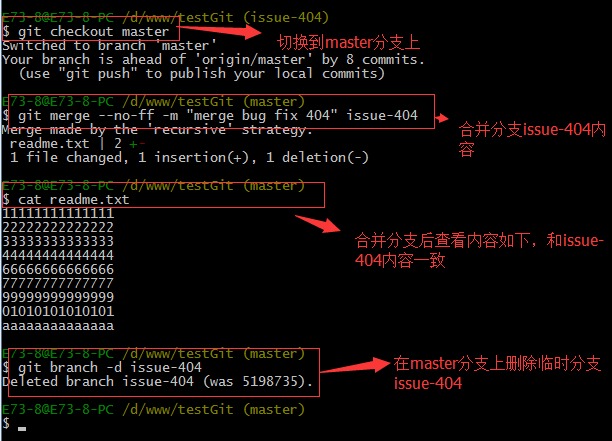 E73-8@E73-8-PC /d/www/testGit (issue-404)
$ git checkout master
切换到master分支上
Switched to branch 'master'
Your branch is ahead of 'origin/master' by 8 commits.
(use "git push" to publish your local commits)
E73-8@E73-8-PC /d/www/testGit (master)
$ git merge --no-ff -m "merge bug fix 404" issue-404
合并分支issue-404内
容
Merge made by the 'recursive' strategy.
readme.txt | 2 +-
1 file changed, 1 insertion(+), 1 deletion(-)
E73-8@E73-8-PC /d/www/testGit (master)
$ cat readme.txt
合并分支后查看内容如下，和issue-
404内容一致
11111111111111
22222222222222
33333333333333
44444444444444
66666666666666
77777777777777
99999999999999
01010101010101
aaaaaaaaaaaaaa
E73-8@E73-8-PC /d/www/testGit (master)
$ git branch -d issue-404
在master分支上删除临时分支
issue-404
Deleted branch issue-404 (was 5198735).
E73-8@E73-8-PC /d/www/testGit (master)
$ _